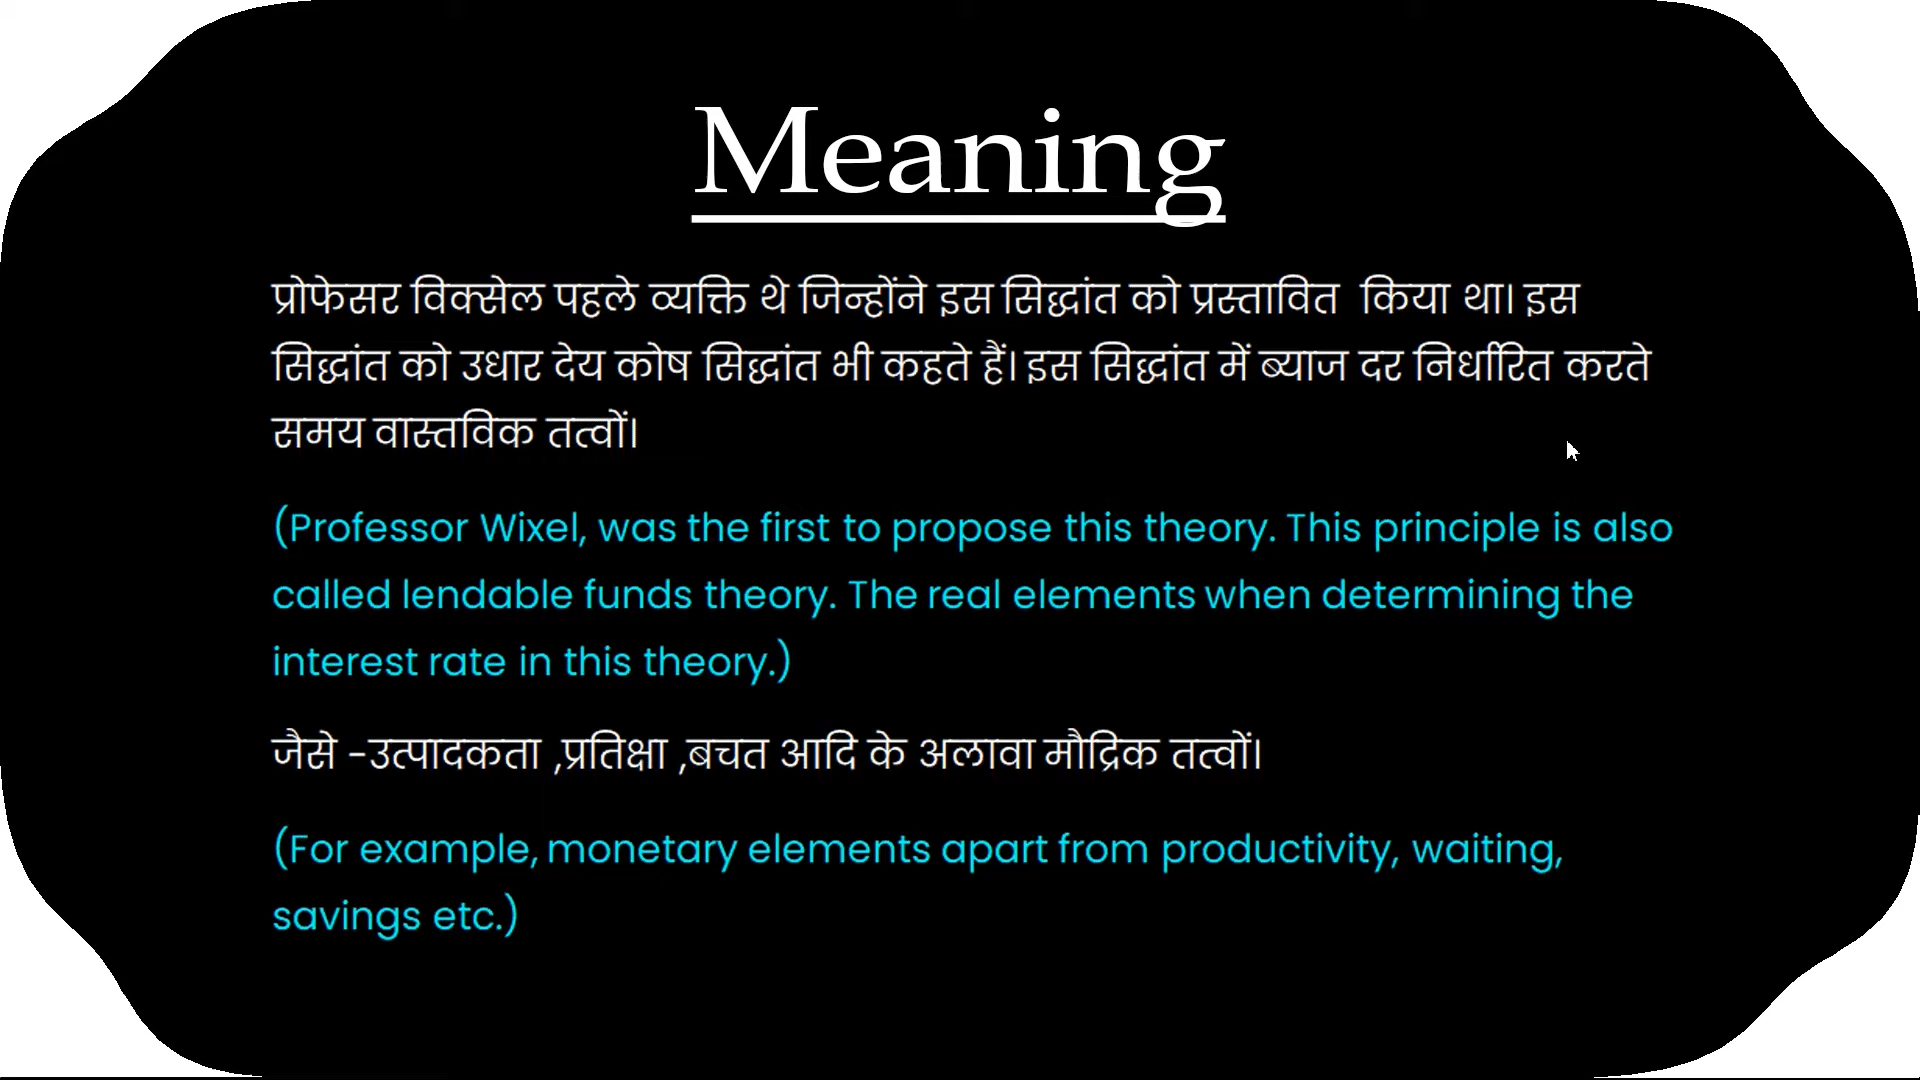 Meaning
प्रोफेसर विक्सेल पहले व्यक्ति थे जिन्होंने इस सिद्धांत को प्रस्तावित किया था। इस
सिद्धांत को उधार देय कोष सिद्धांत भी कहते हैं। इस सिद्धांत में ब्याज दर निर्धारित करते
समय वास्तविक तत्वों।
(Professor Wixel, was the first to propose this theory. This principle is also
called lendable funds theory. The real elements when determining the
interest rate in this theory.)
जैसे -उत्पादकता ,प्रतिक्षा ,बचत आदि के अलावा मौद्रिक तत्वों।
(For example, monetary elements apart from productivity, waiting,
savings etc.)